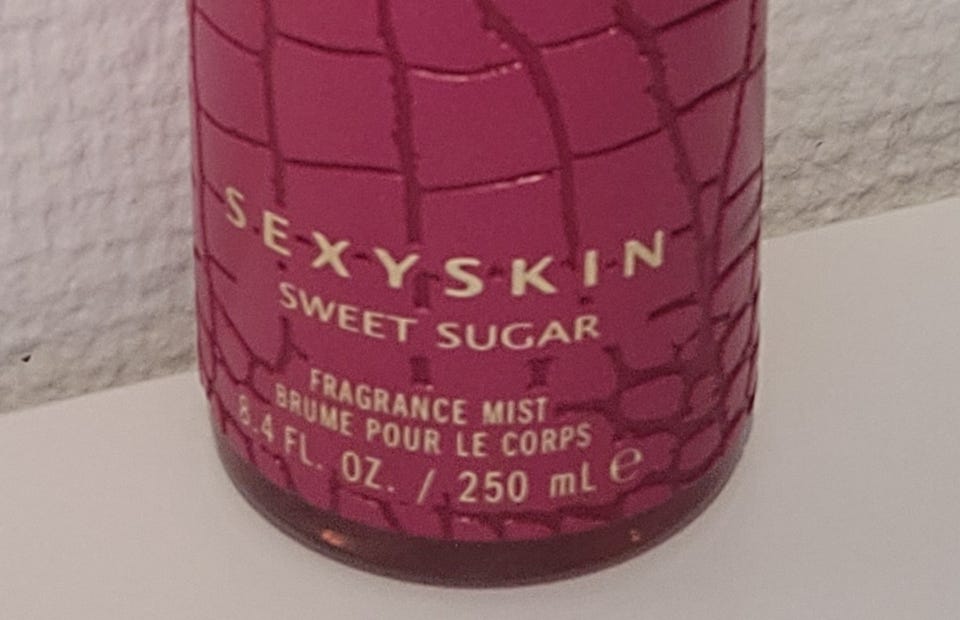 SEXYSKIN
SWEET SUGAR
FRAGRANCE MIST
BRUME POUR LE CORPS
8.4 FL. OZ. / 250 mL ℮